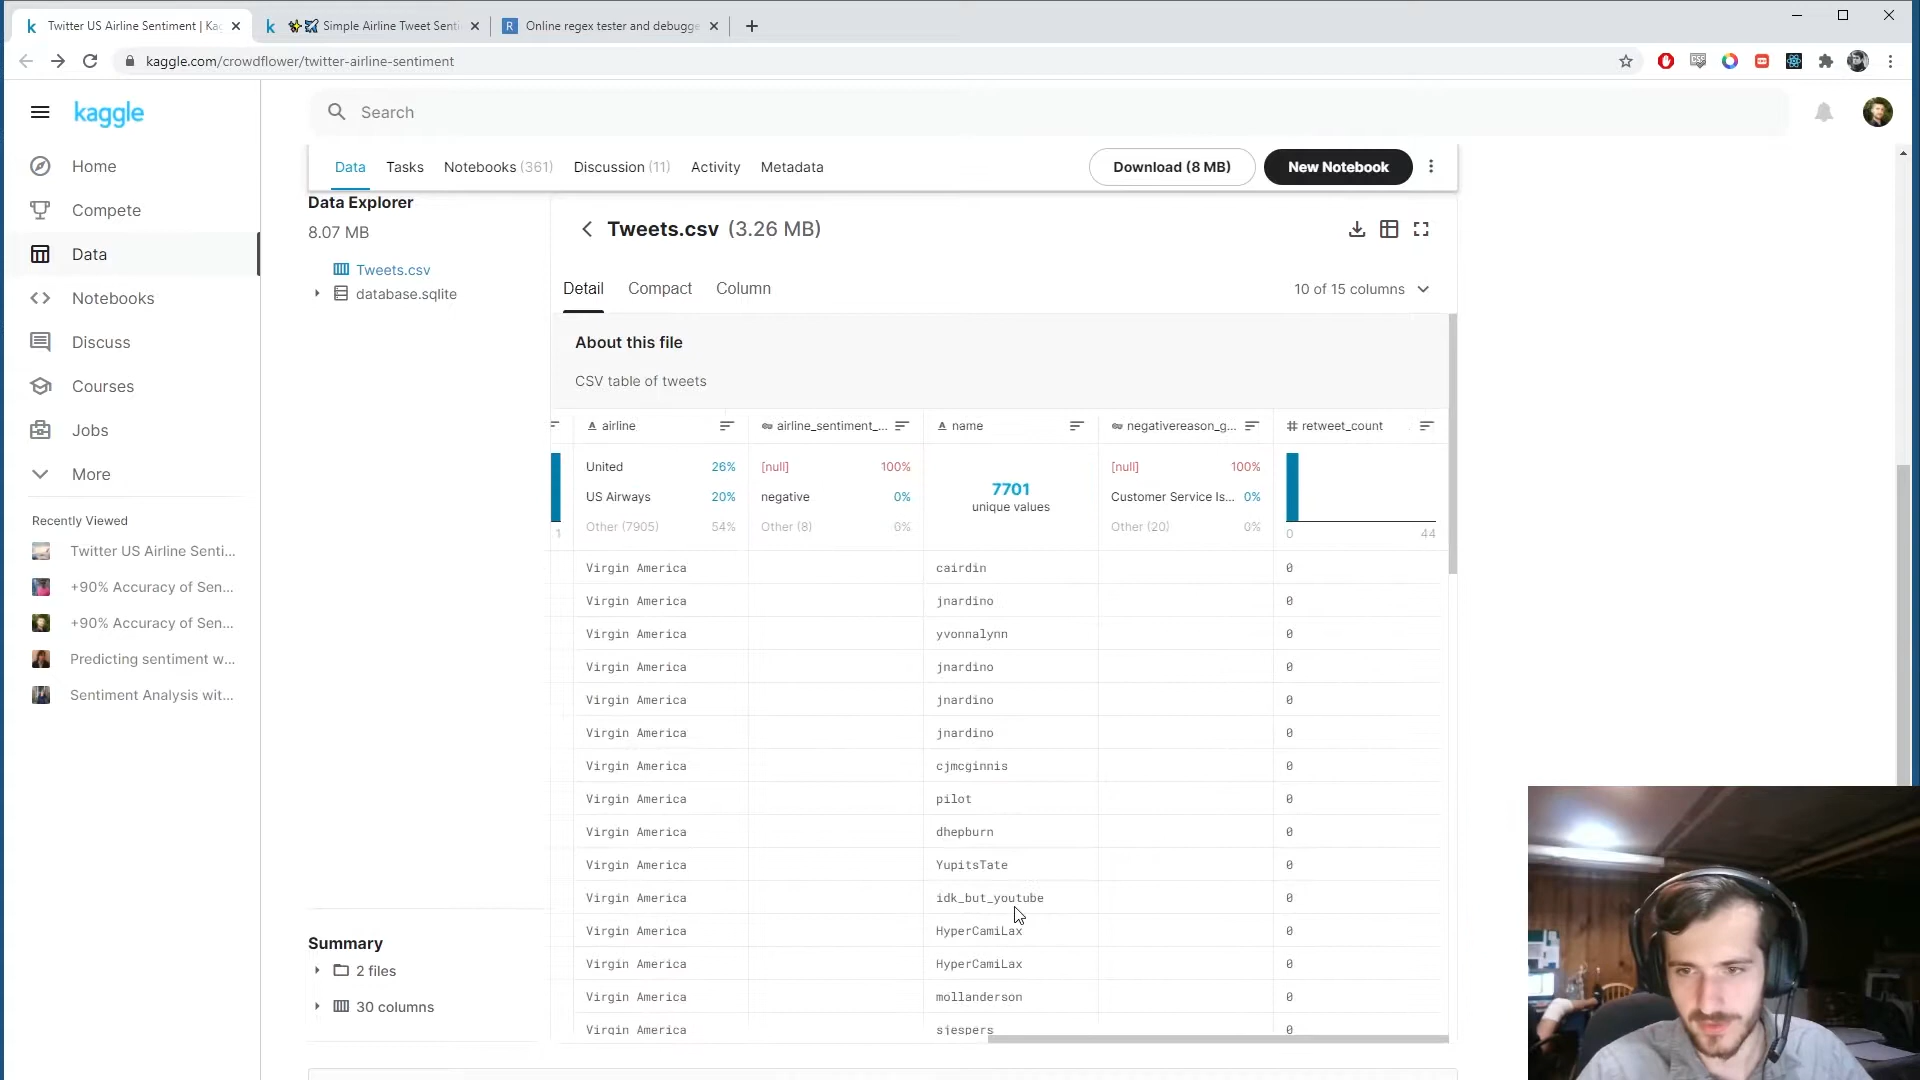 Twitter US Airline Sentiment | Kag
Simple Airline Tweet Senti
Online regex tester and debugge
kaggle.com/crowdflower/twitter-airline-sentiment
kaggle
Search
Home
Compete
Data
Notebooks
Discuss
Courses
Jobs
More
Recently Viewed
Twitter US Airline Senti...
+90% Accuracy of Sen...
+90% Accuracy of Sen...
Predicting sentiment w...
Sentiment Analysis wit...
Data Tasks Notebooks (361) Discussion (11) Activity Metadata
Download (8 MB)
New Notebook
Data Explorer
8.07 MB
Tweets.csv
database.sqlite
Summary
2 files
30 columns
Tweets.csv (3.26 MB)
Detail Compact Column
10 of 15 columns
About this file
CSV table of tweets
airline airline_sentiment_... name negativereason_g... retweet_count
United 26% [null] 100% [null] 100%
7701
US Airways 20% negative 0% Customer Service Is... 0%
unique values
Other (7905) 54% Other (8) 0% Other (20) 0%
1 0 44
Virgin America cairdin 0
Virgin America jnardino 0
Virgin America yvonnalynn 0
Virgin America jnardino 0
Virgin America jnardino 0
Virgin America jnardino 0
Virgin America cjmcginnis 0
Virgin America pilot 0
Virgin America dhepburn 0
Virgin America YupitsTate 0
Virgin America idk_but_youtube 0
Virgin America HyperCamiLax 0
Virgin America HyperCamiLax 0
Virgin America mollanderson 0
Virgin America sjespers 0